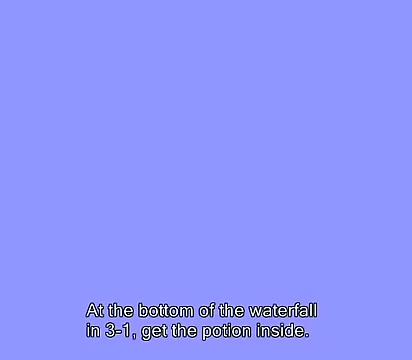 At the bottom of the waterfall
in 3-1, get the potion inside.